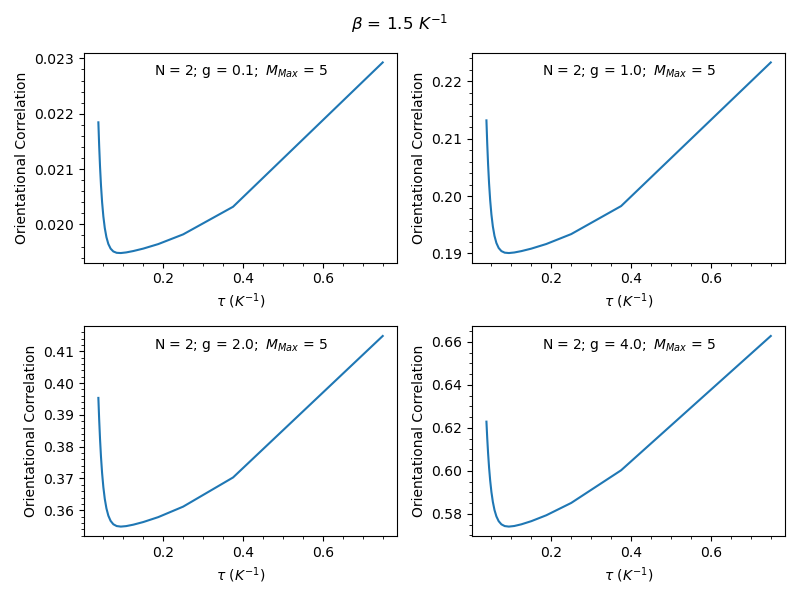 β = 1.5 K⁻¹
N = 2; g = 0.1; M_Max = 5
Orientational Correlation
0.023
0.022
0.021
0.020
0.2 0.4 0.6
τ (K⁻¹)
N = 2; g = 1.0; M_Max = 5
Orientational Correlation
0.22
0.21
0.20
0.19
0.2 0.4 0.6
τ (K⁻¹)
N = 2; g = 2.0; M_Max = 5
Orientational Correlation
0.41
0.40
0.39
0.38
0.37
0.36
0.2 0.4 0.6
τ (K⁻¹)
N = 2; g = 4.0; M_Max = 5
Orientational Correlation
0.66
0.64
0.62
0.60
0.58
0.2 0.4 0.6
τ (K⁻¹)